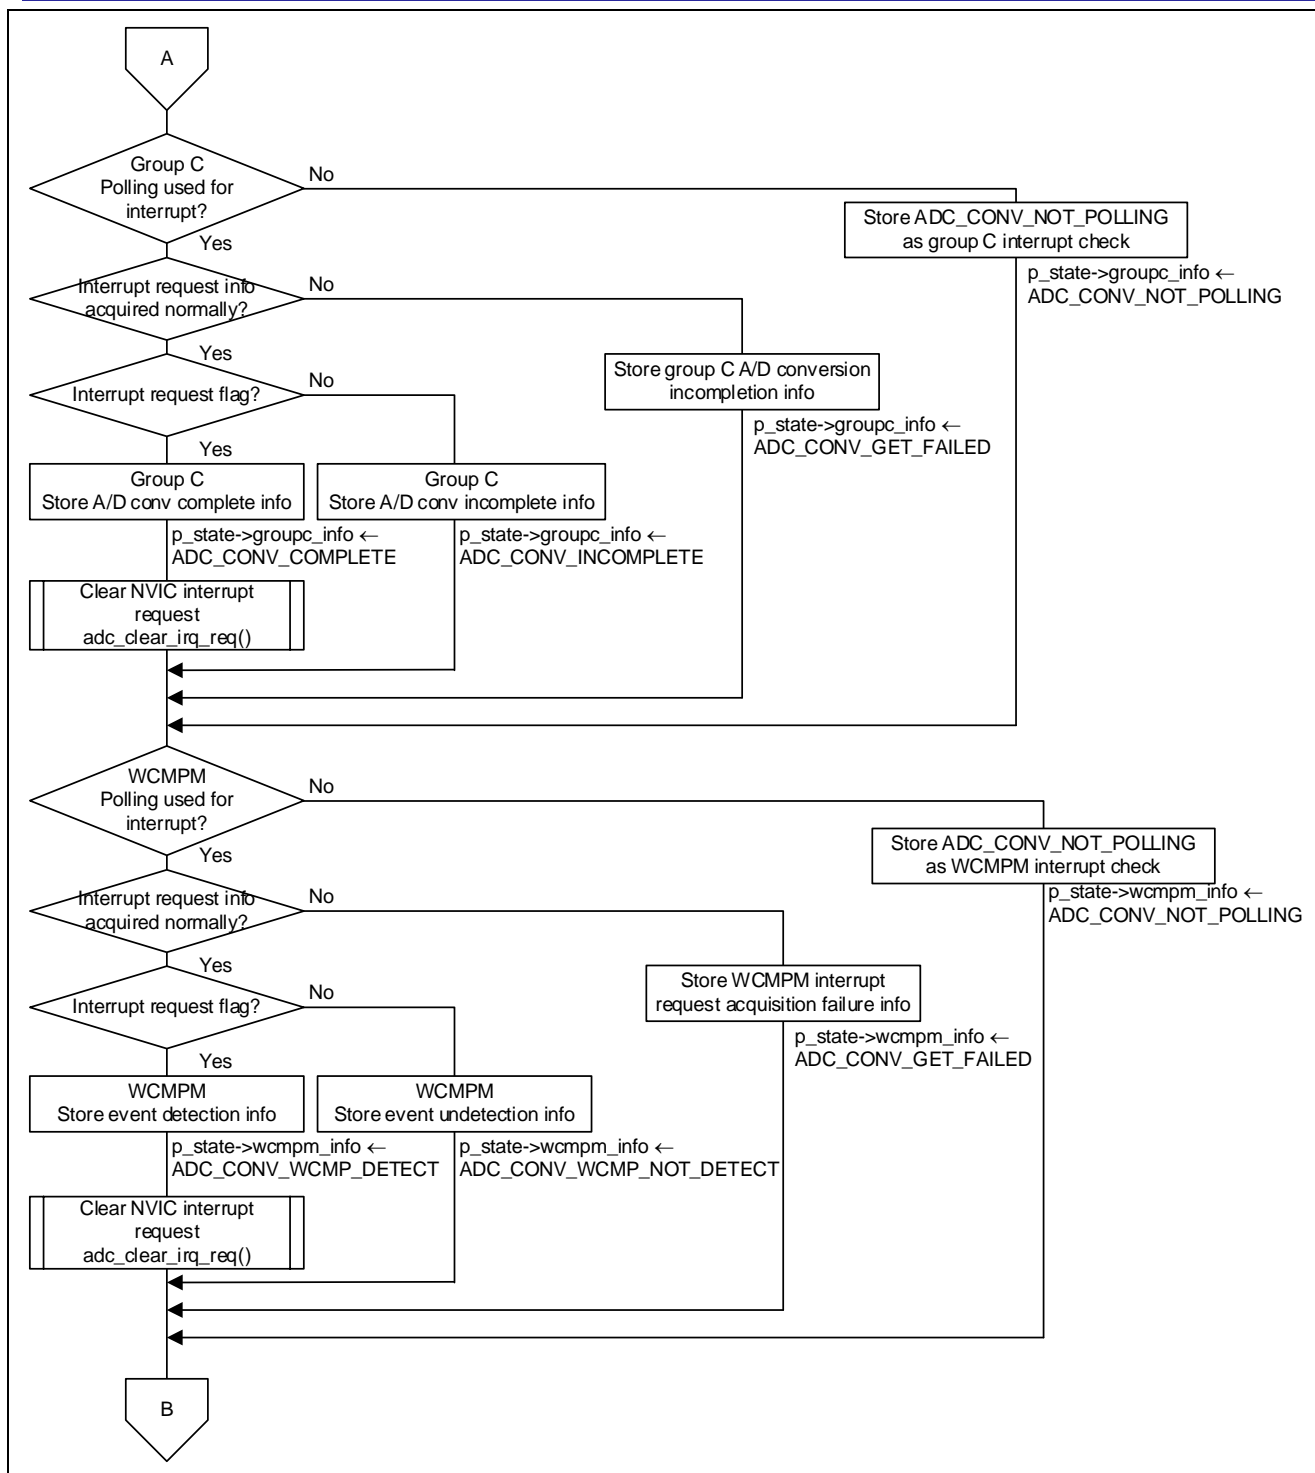 A
Group C
Polling used for
interrupt?
No
Yes
Store ADC_CONV_NOT_POLLING
as group C interrupt check
p_state->groupc_info ←
ADC_CONV_NOT_POLLING
Interrupt request info
acquired normally?
No
Yes
Store group C A/D conversion
incompletion info
p_state->groupc_info ←
ADC_CONV_GET_FAILED
Interrupt request flag?
No
Yes
Group C
Store A/D conv complete info
p_state->groupc_info ←
ADC_CONV_COMPLETE
Group C
Store A/D conv incomplete info
p_state->groupc_info ←
ADC_CONV_INCOMPLETE
Clear NVIC interrupt
request
adc_clear_irq_req()
WCMPM
Polling used for
interrupt?
No
Yes
Store ADC_CONV_NOT_POLLING
as WCMPM interrupt check
p_state->wcmpm_info ←
ADC_CONV_NOT_POLLING
Interrupt request info
acquired normally?
No
Yes
Store WCMPM interrupt
request acquisition failure info
p_state->wcmpm_info ←
ADC_CONV_GET_FAILED
Interrupt request flag?
No
Yes
WCMPM
Store event detection info
p_state->wcmpm_info ←
ADC_CONV_WCMP_DETECT
WCMPM
Store event undetection info
p_state->wcmpm_info ←
ADC_CONV_WCMP_NOT_DETECT
Clear NVIC interrupt
request
adc_clear_irq_req()
B